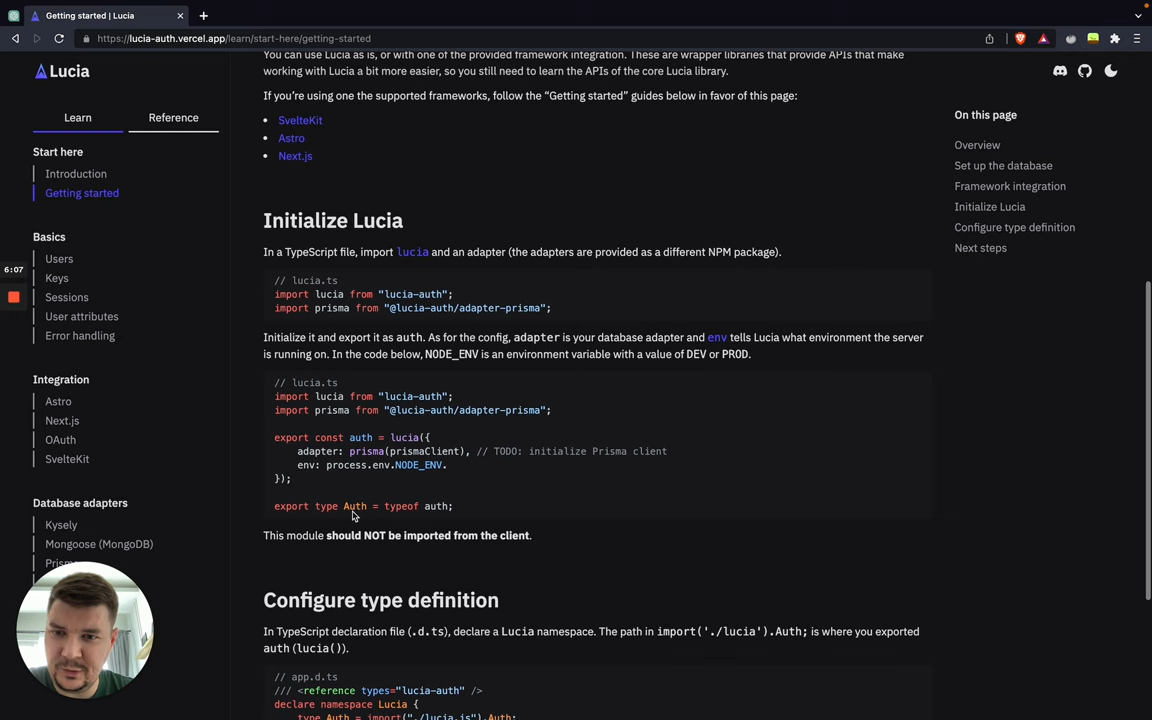 Getting started | Lucia
https://lucia-auth.vercel.app/learn/start-here/getting-started
Lucia
Learn
Reference
Start here
Introduction
Getting started
Basics
Users
Keys
Sessions
User attributes
Error handling
Integration
Astro
Next.js
OAuth
SvelteKit
Database adapters
Kysely
Mongoose (MongoDB)
6:07
You can use Lucia as is, or with one of the provided framework integration. These are wrapper libraries that provide APIs that make
working with Lucia a bit more easier, so you still need to learn the APIs of the core Lucia library.
If you're using one the supported frameworks, follow the “Getting started” guides below in favor of this page:
SvelteKit
Astro
Next.js
Initialize Lucia
In a TypeScript file, import lucia and an adapter (the adapters are provided as a different NPM package).
// lucia.ts
import lucia from "lucia-auth";
import prisma from "@lucia-auth/adapter-prisma";
Initialize it and export it as auth. As for the config, adapter is your database adapter and env tells Lucia what environment the server
is running on. In the code below, NODE_ENV is an environment variable with a value of DEV or PROD.
// lucia.ts
import lucia from "lucia-auth";
import prisma from "@lucia-auth/adapter-prisma";
export const auth = lucia({
adapter: prisma(prismaClient), // TODO: initialize Prisma client
env: process.env.NODE_ENV.
});
export type Auth = typeof auth;
This module should NOT be imported from the client.
Configure type definition
In TypeScript declaration file (.d.ts), declare a Lucia namespace. The path in import('./lucia').Auth; is where you exported
auth (lucia()).
// app.d.ts
/// <reference types="lucia-auth" />
declare namespace Lucia {
type Auth = import("./lucia.js").Auth;
On this page
Overview
Set up the database
Framework integration
Initialize Lucia
Configure type definition
Next steps